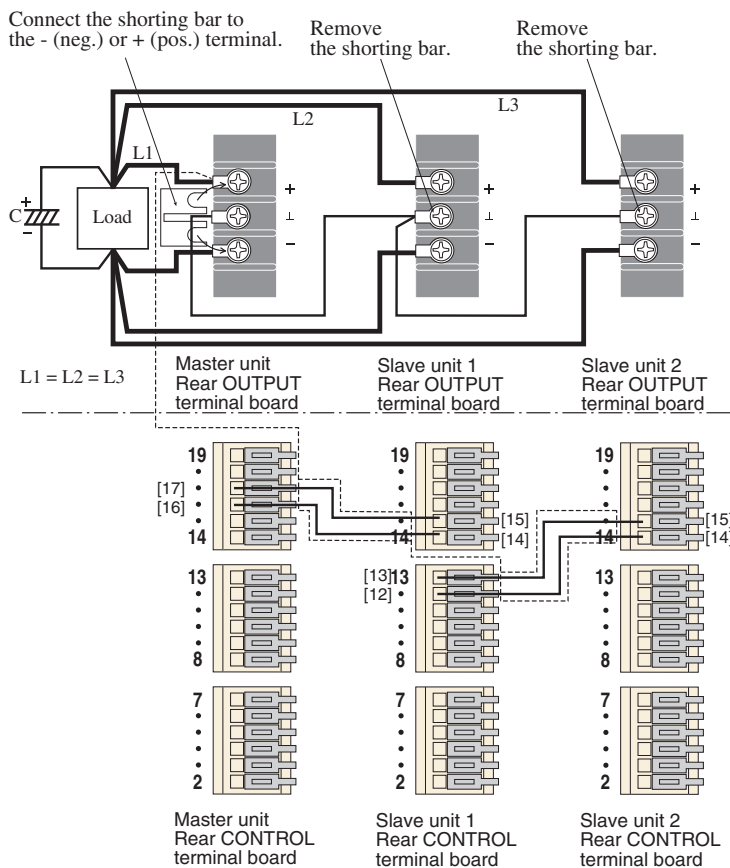 Connect the shorting bar to
the - (neg.) or + (pos.) terminal.
Remove
the shorting bar.
Remove
the shorting bar.
L3
L2
L1
+
C
-
Load
+
⊥
-
+
⊥
-
+
⊥
-
L1 = L2 = L3
Master unit
Rear OUTPUT
terminal board
Slave unit 1
Rear OUTPUT
terminal board
Slave unit 2
Rear OUTPUT
terminal board
19
[17]
[16]
14
13
8
7
2
19
[15]
14
[14]
[13]
13
[12]
8
7
2
19
[15]
14
[14]
13
8
7
2
Master unit
Rear CONTROL
terminal board
Slave unit 1
Rear CONTROL
terminal board
Slave unit 2
Rear CONTROL
terminal board